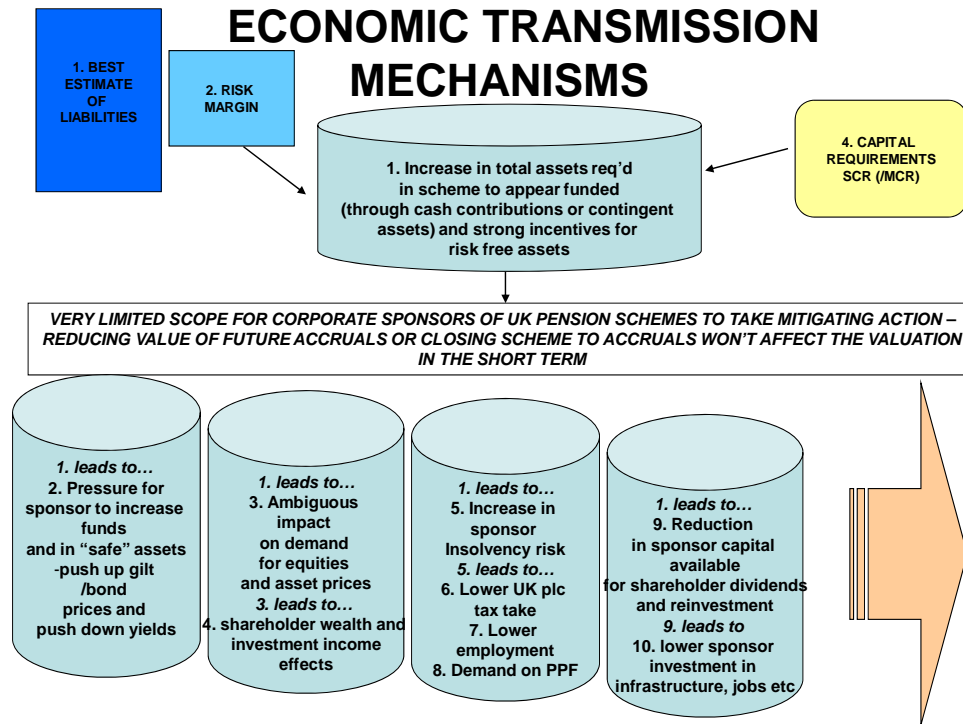 ECONOMIC TRANSMISSION
MECHANISMS
1. BEST
ESTIMATE
OF
LIABILITIES
2. RISK
MARGIN
4. CAPITAL
REQUIREMENTS
SCR (/MCR)
1. Increase in total assets req’d
in scheme to appear funded
(through cash contributions or contingent
assets) and strong incentives for
risk free assets
VERY LIMITED SCOPE FOR CORPORATE SPONSORS OF UK PENSION SCHEMES TO TAKE MITIGATING ACTION –
REDUCING VALUE OF FUTURE ACCRUALS OR CLOSING SCHEME TO ACCRUALS WON’T AFFECT THE VALUATION
IN THE SHORT TERM
1. leads to…
2. Pressure for
sponsor to increase
funds
and in “safe” assets
-push up gilt
/bond
prices and
push down yields
1. leads to…
3. Ambiguous
impact
on demand
for equities
and asset prices
3. leads to…
4. shareholder wealth and
investment income
effects
1. leads to…
5. Increase in
sponsor
Insolvency risk
5. leads to…
6. Lower UK plc
tax take
7. Lower
employment
8. Demand on PPF
1. leads to…
9. Reduction
in sponsor capital
available
for shareholder dividends
and reinvestment
9. leads to
10. lower sponsor
investment in
infrastructure, jobs etc